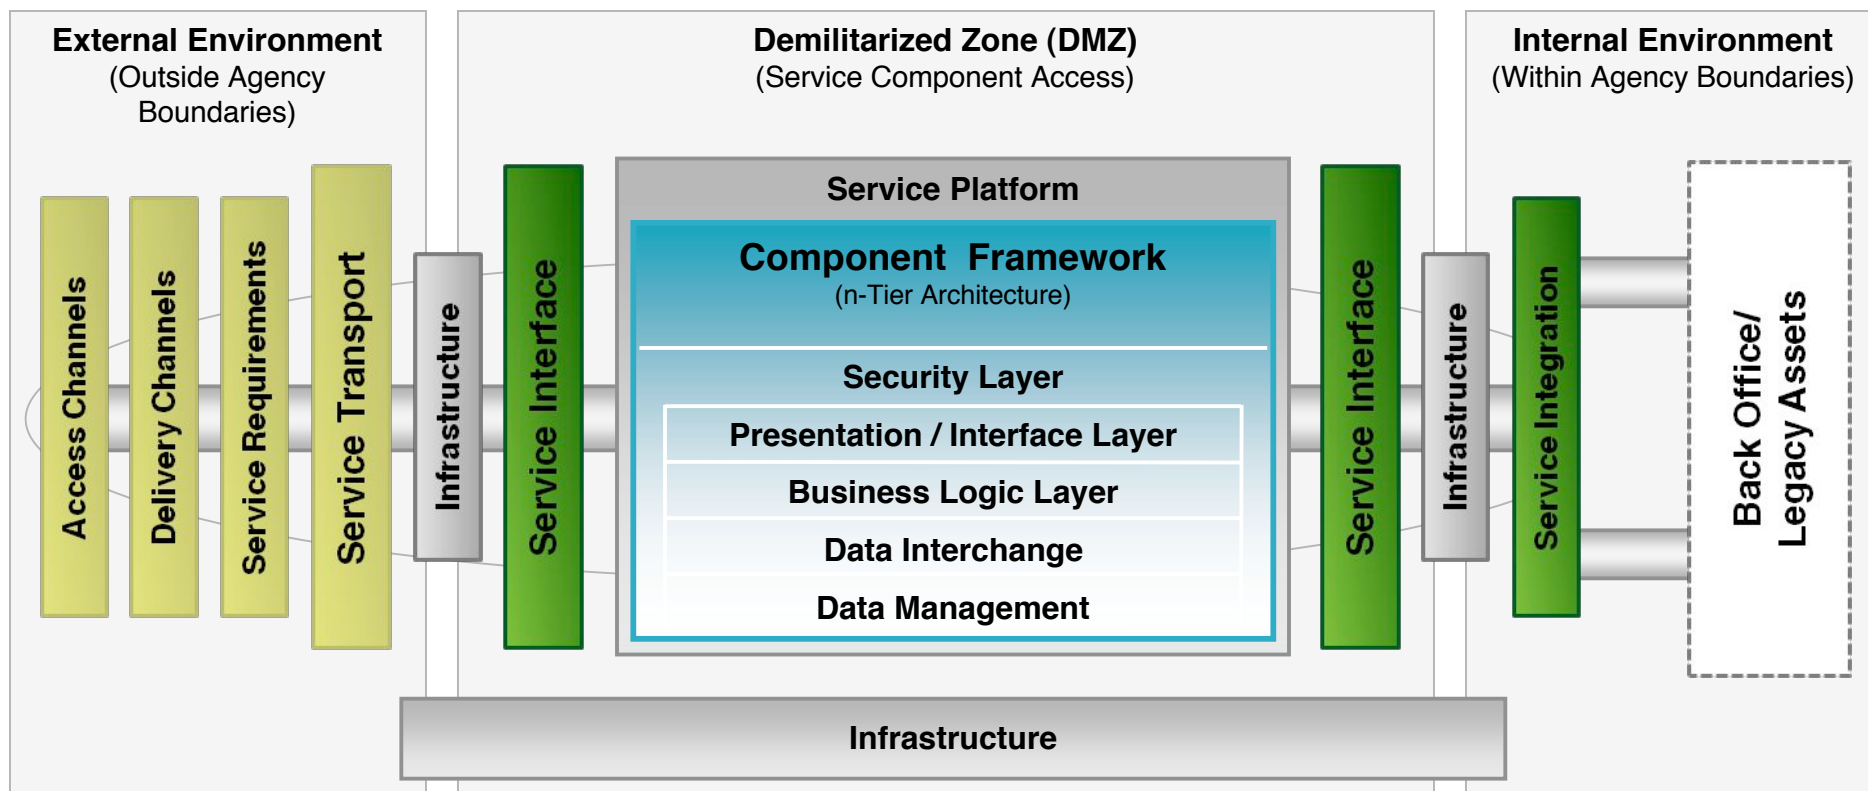 External Environment
(Outside Agency
Boundaries)
Demilitarized Zone (DMZ)
(Service Component Access)
Internal Environment
(Within Agency Boundaries)
Access Channels
Delivery Channels
Service Requirements
Service Transport
Infrastructure
Service Interface
Service Platform
Component Framework
(n-Tier Architecture)
Security Layer
Presentation / Interface Layer
Business Logic Layer
Data Interchange
Data Management
Service Interface
Infrastructure
Service Integration
Back Office/
Legacy Assets
Infrastructure